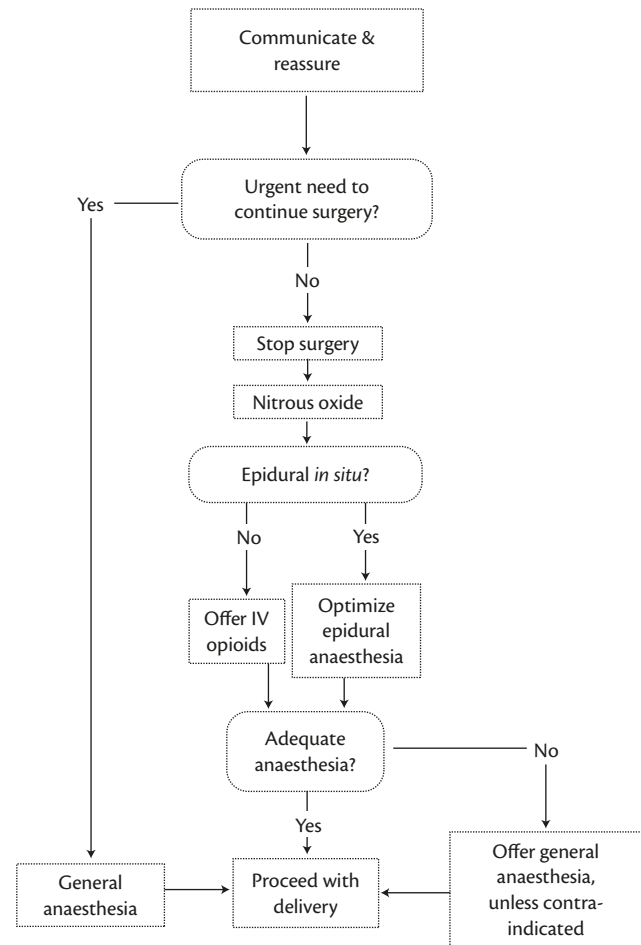 Communicate &
reassure
Urgent need to
continue surgery?
Yes
No
Stop surgery
Nitrous oxide
Epidural in situ?
No
Yes
Offer IV
opioids
Optimize
epidural
anaesthesia
Adequate
anaesthesia?
No
Yes
General
anaesthesia
Proceed with
delivery
Offer general
anaesthesia,
unless contra-
indicated